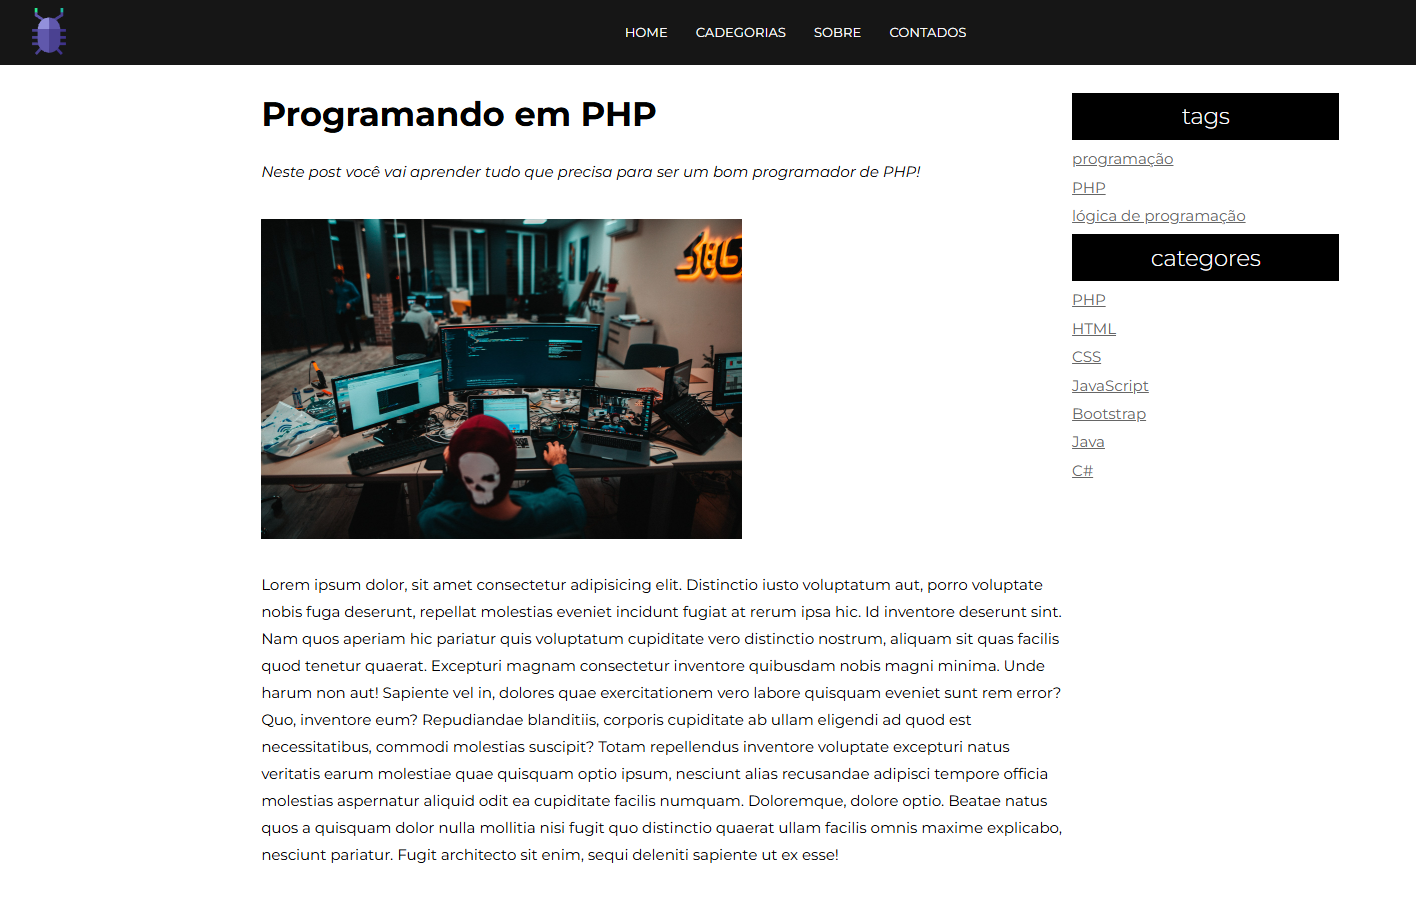 HOME CADEGORIAS SOBRE CONTADOS
Programando em PHP
Neste post você vai aprender tudo que precisa para ser um bom programador de PHP!
Lorem ipsum dolor, sit amet consectetur adipisicing elit. Distinctio iusto voluptatum aut, porro voluptate
nobis fuga deserunt, repellat molestias eveniet incidunt fugiat at rerum ipsa hic. Id inventore deserunt sint.
Nam quos aperiam hic pariatur quis voluptatum cupiditate vero distinctio nostrum, aliquam sit quas facilis
quod tenetur quaerat. Excepturi magnam consectetur inventore quibusdam nobis magni minima. Unde
harum non aut! Sapiente vel in, dolores quae exercitationem vero labore quisquam eveniet sunt rem error?
Quo, inventore eum? Repudiandae blanditiis, corporis cupiditate ab ullam eligendi ad quod est
necessitatibus, commodi molestias suscipit? Totam repellendus inventore voluptate excepturi natus
veritatis earum molestiae quae quisquam optio ipsum, nesciunt alias recusandae adipisci tempore officia
molestias aspernatur aliquid odit ea cupiditate facilis numquam. Doloremque, dolore optio. Beatae natus
quos a quisquam dolor nulla mollitia nisi fugit quo distinctio quaerat ullam facilis omnis maxime explicabo,
nesciunt pariatur. Fugit architecto sit enim, sequi deleniti sapiente ut ex esse!
tags
programação
PHP
lógica de programação
categores
PHP
HTML
CSS
JavaScript
Bootstrap
Java
C#